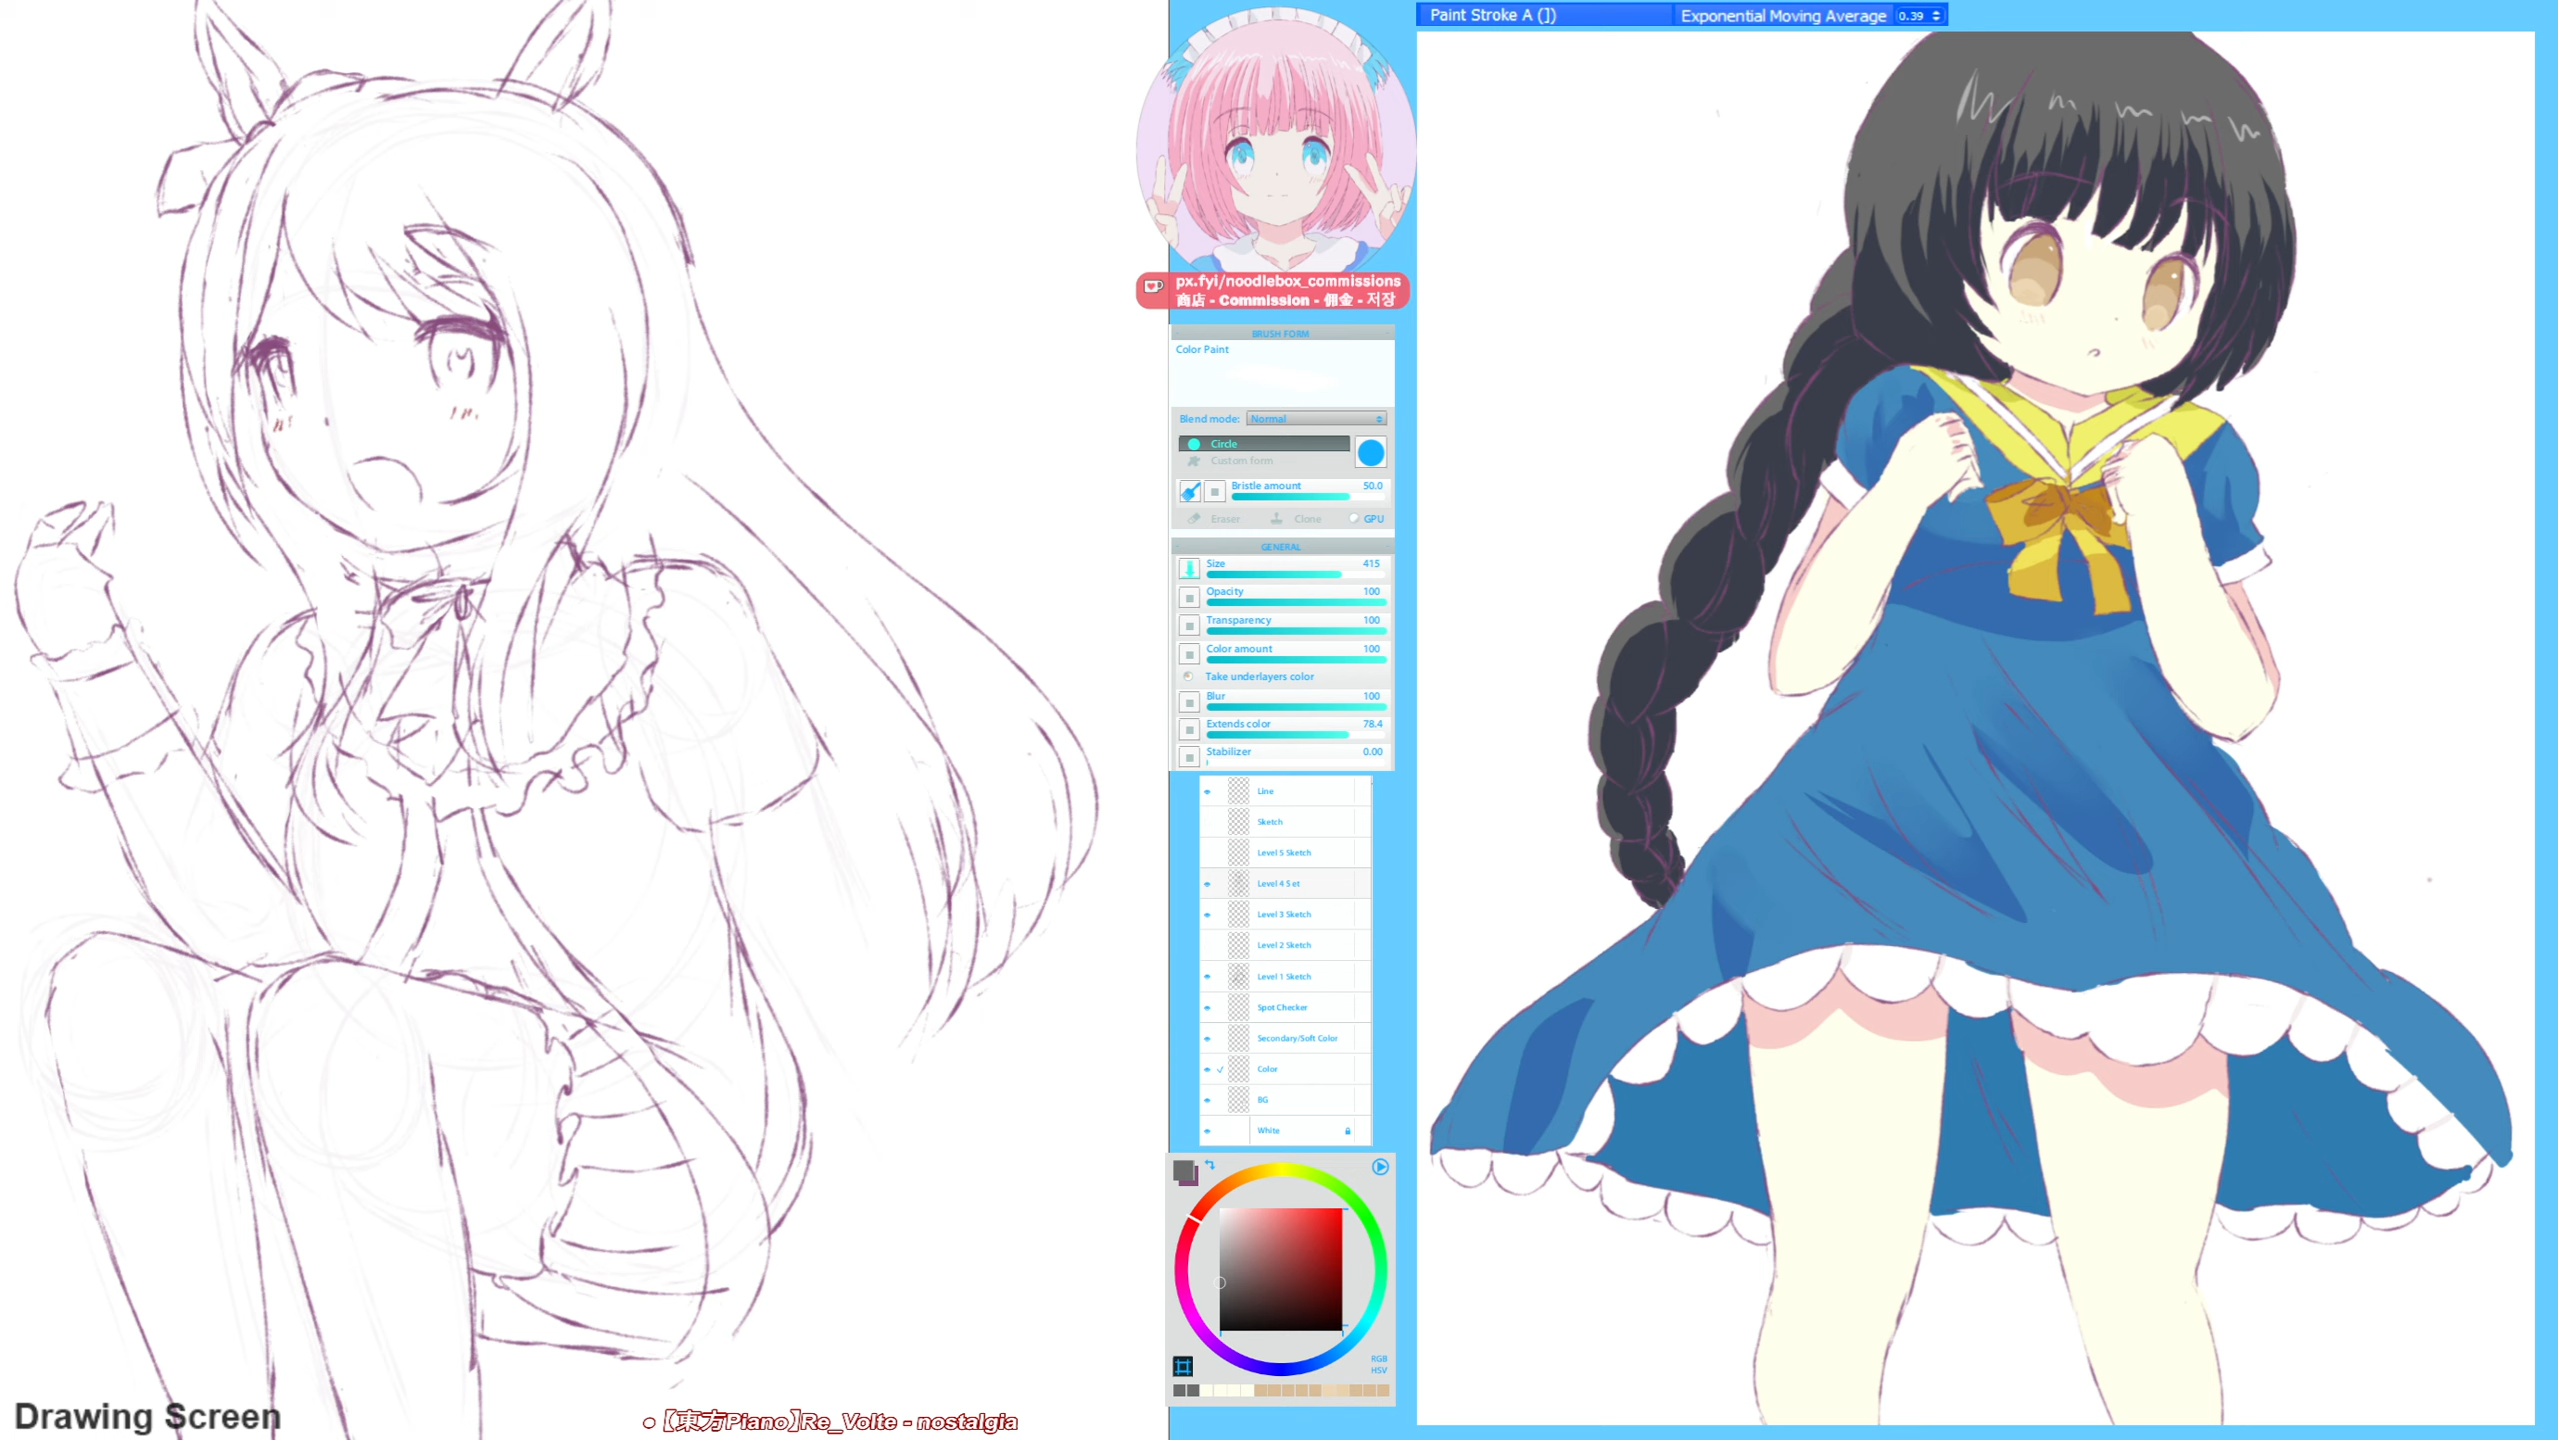 Paint Stroke A (])
Exponential Moving Average 0.39
px.fyi/noodlebox_commissions
商店 - Commission - 佣金 - 저장
BRUSH FORM
Color Paint
Blend mode: Normal
Circle
Custom form
Bristle amount 50.0
Eraser Clone GPU
GENERAL
Size 415
Opacity 100
Transparency 100
Color amount 100
Take underlayers color
Blur 100
Extends color 78.4
Stabilizer 0.00
Line
Sketch
Level 5 Sketch
Level 4 S et
Level 3 Sketch
Level 2 Sketch
Level 1 Sketch
Spot Checker
Secondary/Soft Color
Color
BG
White
RGB
HSV
Drawing Screen
• 【東方Piano】Re_Volte - nostalgia